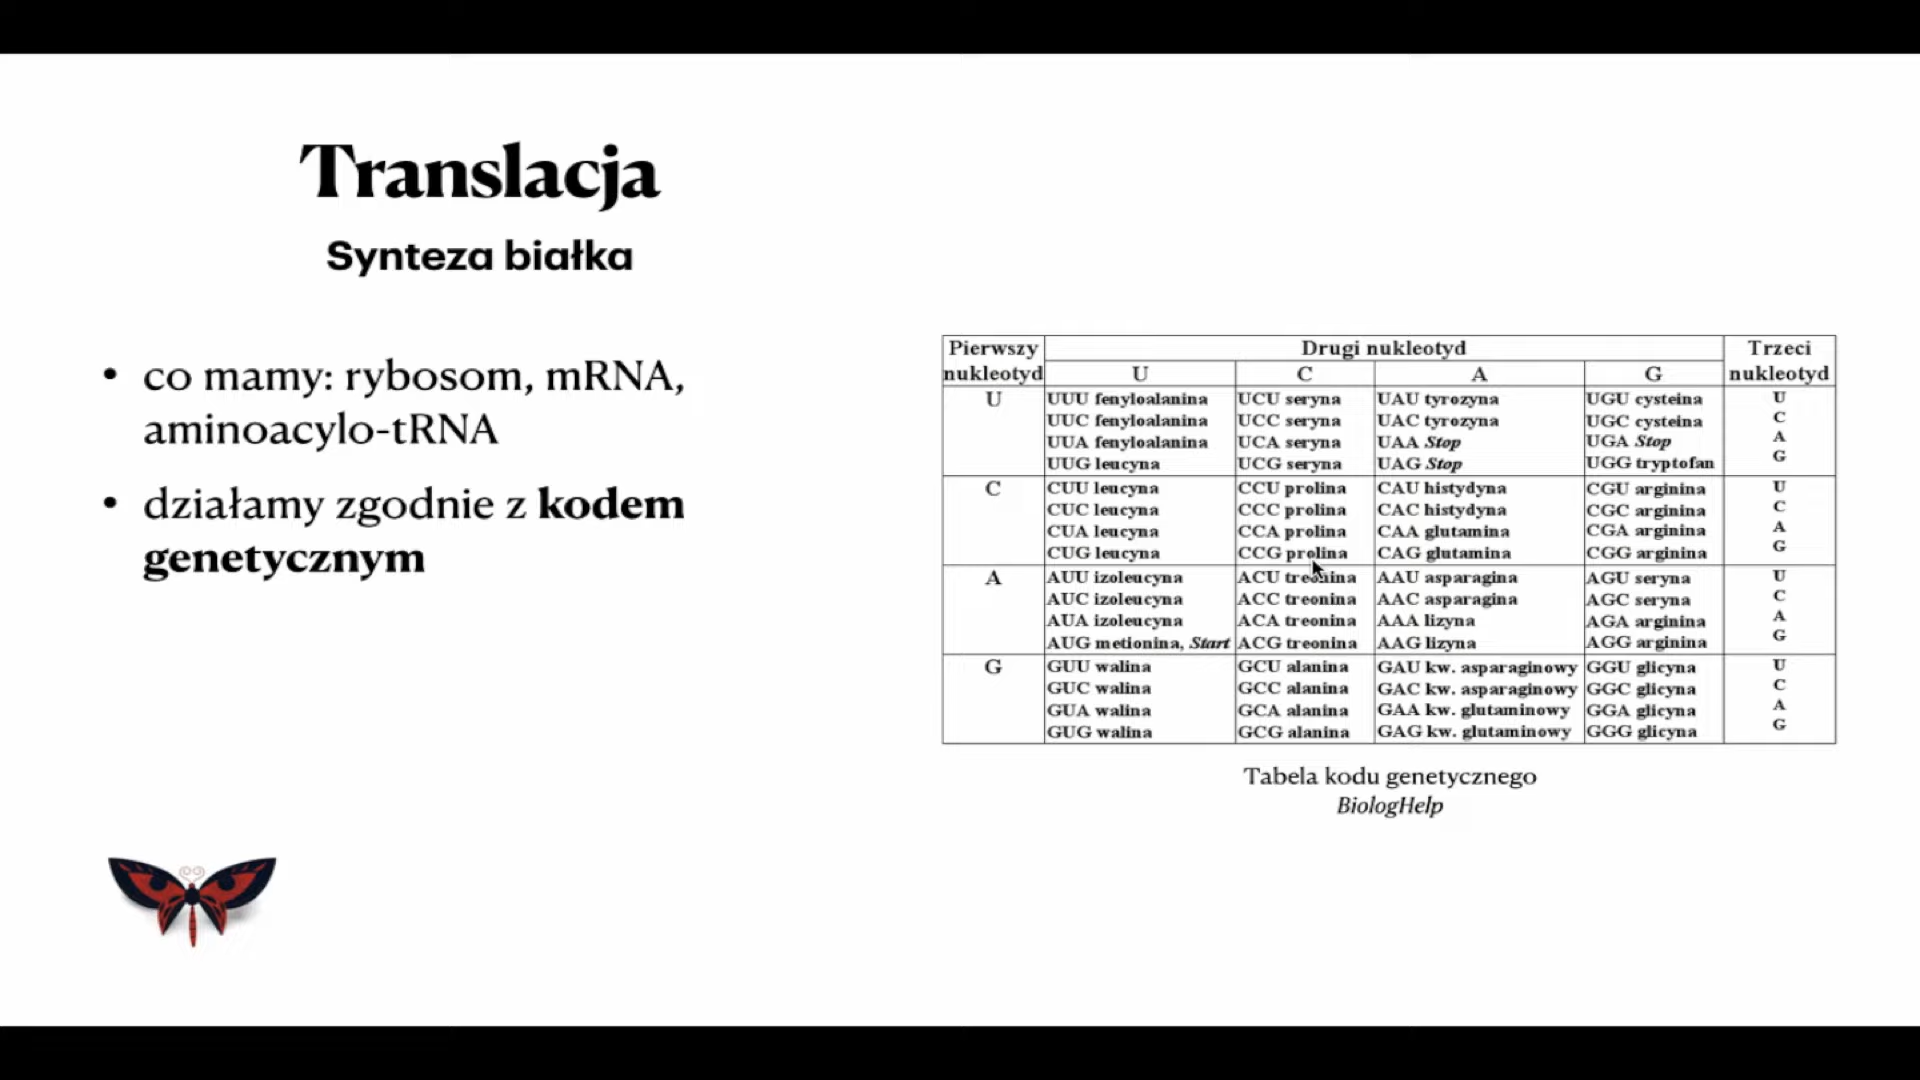 Translacja
Synteza białka
• co mamy: rybosom, mRNA,
aminoacylo-tRNA
• działamy zgodnie z kodem
genetycznym
Pierwszy nukleotyd Drugi nukleotyd Trzeci nukleotyd
U C A G
U UUU fenyloalanina UCU seryna UAU tyrozyna UGU cysteina U
UUC fenyloalanina UCC seryna UAC tyrozyna UGC cysteina C
UUA fenyloalanina UCA seryna UAA Stop UGA Stop A
UUG leucyna UCG seryna UAG Stop UGG tryptofan G
C CUU leucyna CCU prolina CAU histydyna CGU arginina U
CUC leucyna CCC prolina CAC histydyna CGC arginina C
CUA leucyna CCA prolina CAA glutamina CGA arginina A
CUG leucyna CCG prolina CAG glutamina CGG arginina G
A AUU izoleucyna ACU treonina AAU asparagina AGU seryna U
AUC izoleucyna ACC treonina AAC asparagina AGC seryna C
AUA izoleucyna ACA treonina AAA lizyna AGA arginina A
AUG metionina, Start ACG treonina AAG lizyna AGG arginina G
G GUU walina GCU alanina GAU kw. asparaginowy GGU glicyna U
GUC walina GCC alanina GAC kw. asparaginowy GGC glicyna C
GUA walina GCA alanina GAA kw. glutaminowy GGA glicyna A
GUG walina GCG alanina GAG kw. glutaminowy GGG glicyna G
Tabela kodu genetycznego
BiologHelp